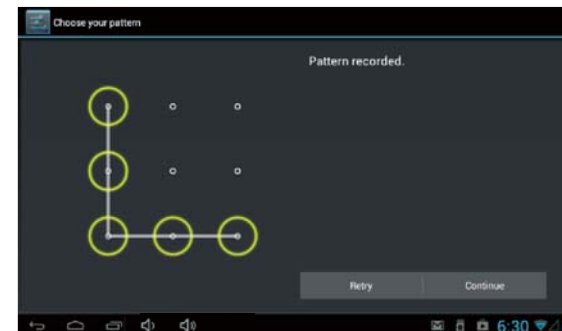 Choose your pattern
Pattern recorded.
Retry
Continue
6:30